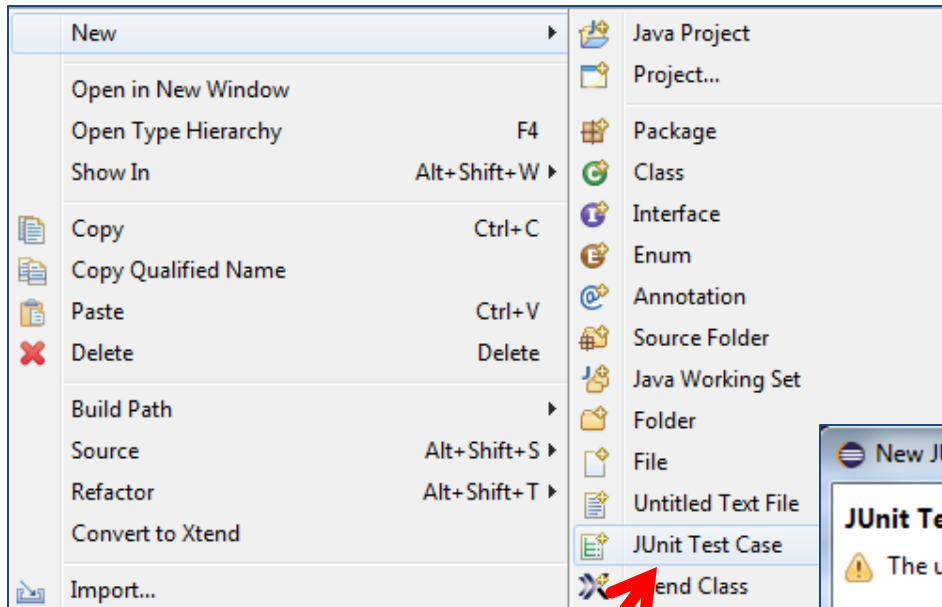 New
Open in New Window
Open Type Hierarchy F4
Show In Alt+Shift+W
Copy Ctrl+C
Copy Qualified Name
Paste Ctrl+V
Delete Delete
Build Path
Source Alt+Shift+S
Refactor Alt+Shift+T
Convert to Xtend
Import...
Java Project
Project...
Package
Class
Interface
Enum
Annotation
Source Folder
Java Working Set
Folder
File
Untitled Text File
JUnit Test Case
end Class
New J
JUnit Te
The u